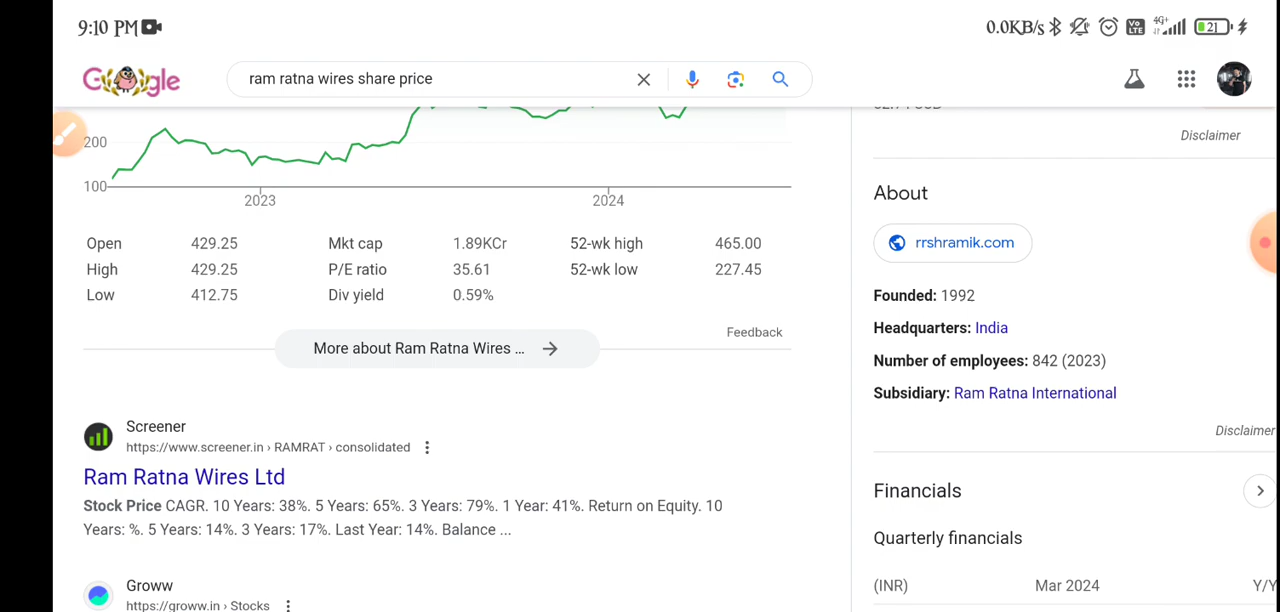 9:10 PM
0.0KB/s
4G+
Vo LTE
21
Google
ram ratna wires share price
200
100
2023
2024
Open 429.25 Mkt cap 1.89KCr 52-wk high 465.00
High 429.25 P/E ratio 35.61 52-wk low 227.45
Low 412.75 Div yield 0.59%
Feedback
More about Ram Ratna Wires ...
Screener
https://www.screener.in › RAMRAT › consolidated
Ram Ratna Wires Ltd
Stock Price CAGR. 10 Years: 38%. 5 Years: 65%. 3 Years: 79%. 1 Year: 41%. Return on Equity. 10
Years: %. 5 Years: 14%. 3 Years: 17%. Last Year: 14%. Balance ...
Groww
https://groww.in › Stocks
Disclaimer
About
rrshramik.com
Founded: 1992
Headquarters: India
Number of employees: 842 (2023)
Subsidiary: Ram Ratna International
Disclaimer
Financials
Quarterly financials
(INR) Mar 2024 Y/Y